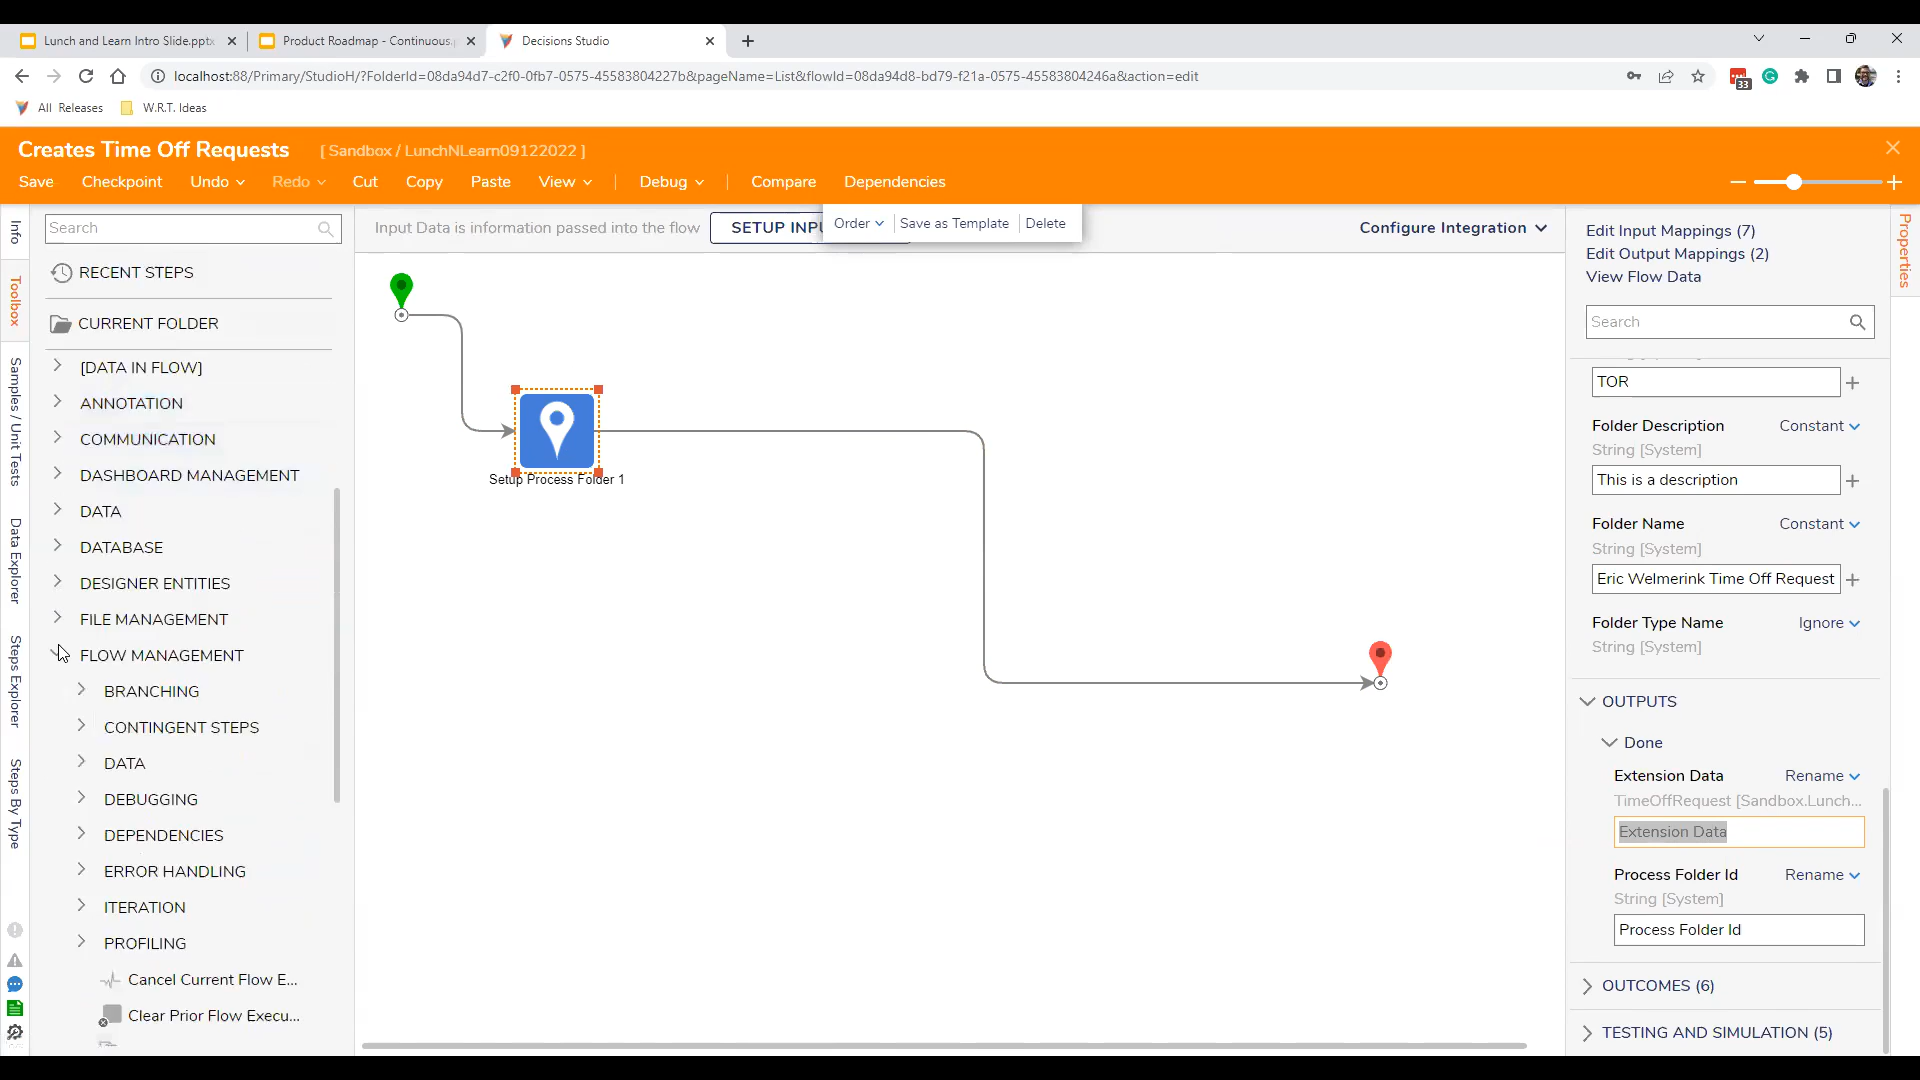 Lunch and Learn Intro Slide.pptx
Product Roadmap - Continuous.p
Decisions Studio
localhost:88/Primary/StudioH/?FolderId=08da94d7-c2f0-0fb7-0575-45583804227b&pageName=List&flowId=08da94d8-bd79-f21a-0575-45583804246a&action=edit
33
All Releases
W.R.T. Ideas
Creates Time Off Requests
[ Sandbox / LunchNLearn09122022 ]
Save
Checkpoint
Undo
Redo
Cut
Copy
Paste
View
Debug
Compare
Dependencies
Info
Toolbox
Samples / Unit Tests
Data Explorer
Steps Explorer
Steps By Type
Search
RECENT STEPS
CURRENT FOLDER
[DATA IN FLOW]
ANNOTATION
COMMUNICATION
DASHBOARD MANAGEMENT
DATA
DATABASE
DESIGNER ENTITIES
FILE MANAGEMENT
FLOW MANAGEMENT
BRANCHING
CONTINGENT STEPS
DATA
DEBUGGING
DEPENDENCIES
ERROR HANDLING
ITERATION
PROFILING
Cancel Current Flow E...
Clear Prior Flow Execu...
Input Data is information passed into the flow
SETUP INPU
Order
Save as Template
Delete
Configure Integration
Setup Process Folder 1
Edit Input Mappings (7)
Edit Output Mappings (2)
View Flow Data
Search
TOR
Folder Description
Constant
String [System]
This is a description
Folder Name
Constant
String [System]
Eric Welmerink Time Off Request
Folder Type Name
Ignore
String [System]
OUTPUTS
Done
Extension Data
Rename
TimeOffRequest [Sandbox.Lunch...
Extension Data
Process Folder Id
Rename
String [System]
Process Folder Id
OUTCOMES (6)
TESTING AND SIMULATION (5)
Properties